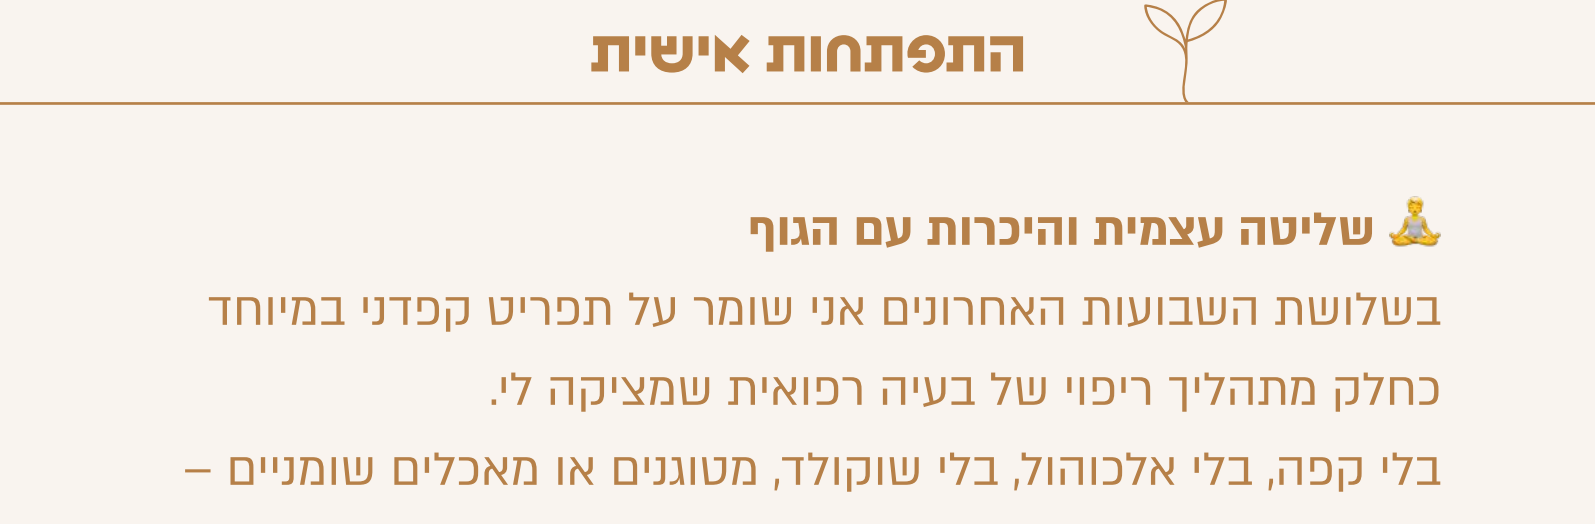 התפתחות אישית
🧘 שליטה עצמית והיכרות עם הגוף
בשלושת השבועות האחרונים אני שומר על תפריט קפדני במיוחד
כחלק מתהליך ריפוי של בעיה רפואית שמציקה לי.
בלי קפה, בלי אלכוהול, בלי שוקולד, מטוגנים או מאכלים שומניים –